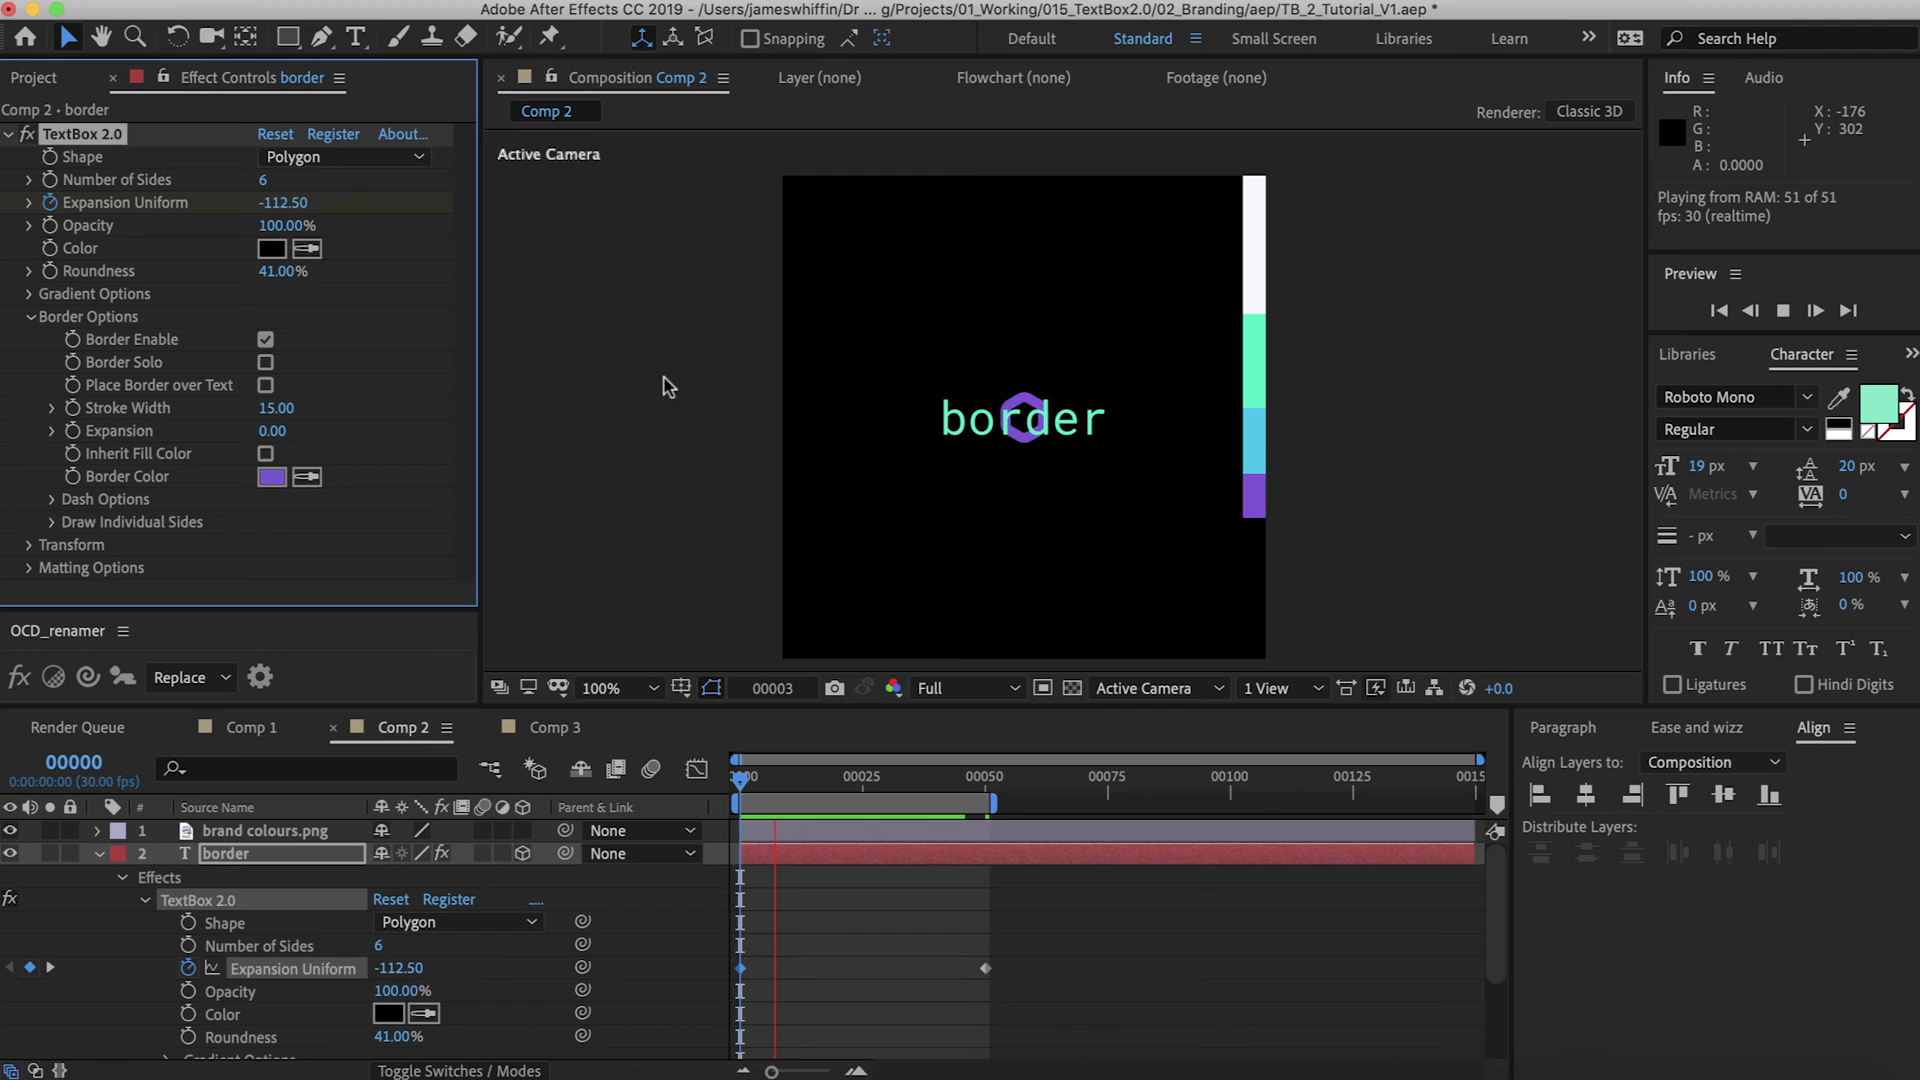 Adobe After Effects CC 2019 - /Users/jameswhiffin/Dr ... g/Projects/01_Working/015_TextBox2.0/02_Branding/aep/TB_2_Tutorial_V1.aep *
Snapping
Default
Standard
Small Screen
Libraries
Learn
Search Help
Project
Effect Controls border
Comp 2 • border
TextBox 2.0 Reset Register About...
Shape Polygon
Number of Sides 6
Expansion Uniform -112.50
Opacity 100.00%
Color
Roundness 41.00%
Gradient Options
Border Options
Border Enable
Border Solo
Place Border over Text
Stroke Width 15.00
Expansion 0.00
Inherit Fill Color
Border Color
Dash Options
Draw Individual Sides
Transform
Matting Options
OCD_renamer
fx Replace
Composition Comp 2
Layer (none)
Flowchart (none)
Footage (none)
Comp 2
Renderer: Classic 3D
Active Camera
border
100% 00003 Full Active Camera 1 View +0.0
Info Audio
R: X: -176
G: Y: 302
B:
A: 0.0000
Playing from RAM: 51 of 51
fps: 30 (realtime)
Preview
Libraries Character
Roboto Mono
Regular
19 px 20 px
Metrics 0
- px
100 % 100 %
0 px 0 %
T T TT Tт T¹ T₁
Ligatures Hindi Digits
Render Queue Comp 1 Comp 2 Comp 3
00000
0:00:00:00 (30.00 fps)
# Source Name Parent & Link
1 brand colours.png None
2 T border None
Effects
fx TextBox 2.0 Reset Register .....
Shape Polygon
Number of Sides 6
Expansion Uniform -112.50
Opacity 100.00%
Color
Roundness 41.00%
Gradient Options
Toggle Switches / Modes
0000 00025 00050 00075 00100 00125 0015
Paragraph Ease and wizz Align
Align Layers to: Composition
Distribute Layers: